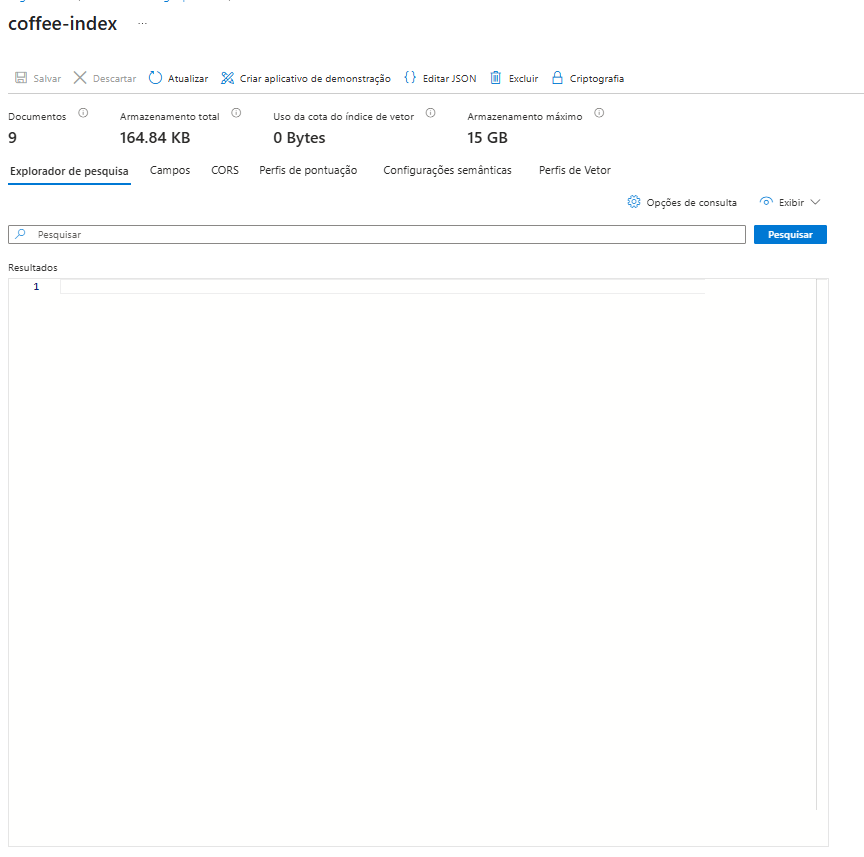 coffee-index ...
Salvar Descartar Atualizar Criar aplicativo de demonstração Editar JSON Excluir Criptografia
Documentos Armazenamento total Uso da cota do índice de vetor Armazenamento máximo
9 164.84 KB 0 Bytes 15 GB
Explorador de pesquisa Campos CORS Perfis de pontuação Configurações semânticas Perfis de Vetor
Opções de consulta Exibir
Pesquisar Pesquisar
Resultados
1